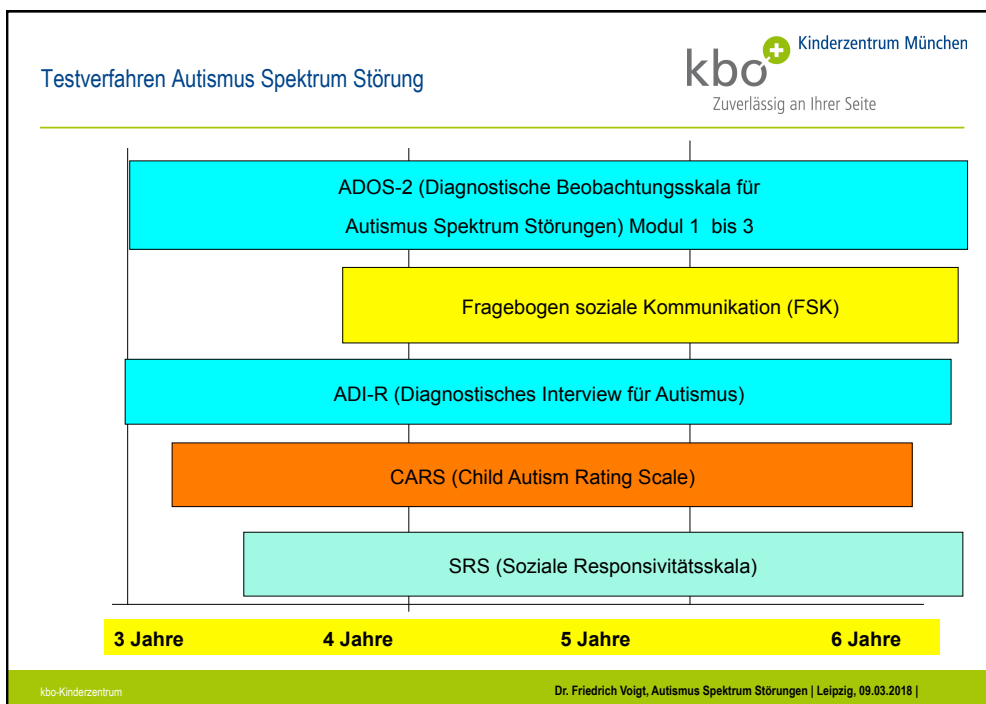 Testverfahren Autismus Spektrum Störung
kbo
Kinderzentrum München
Zuverlässig an Ihrer Seite
ADOS-2 (Diagnostische Beobachtungsskala für
Autismus Spektrum Störungen) Modul 1 bis 3
Fragebogen soziale Kommunikation (FSK)
ADI-R (Diagnostisches Interview für Autismus)
CARS (Child Autism Rating Scale)
SRS (Soziale Responsivitätsskala)
3 Jahre 4 Jahre 5 Jahre 6 Jahre
kbo-Kinderzentrum
Dr. Friedrich Voigt, Autismus Spektrum Störungen | Leipzig, 09.03.2018 |